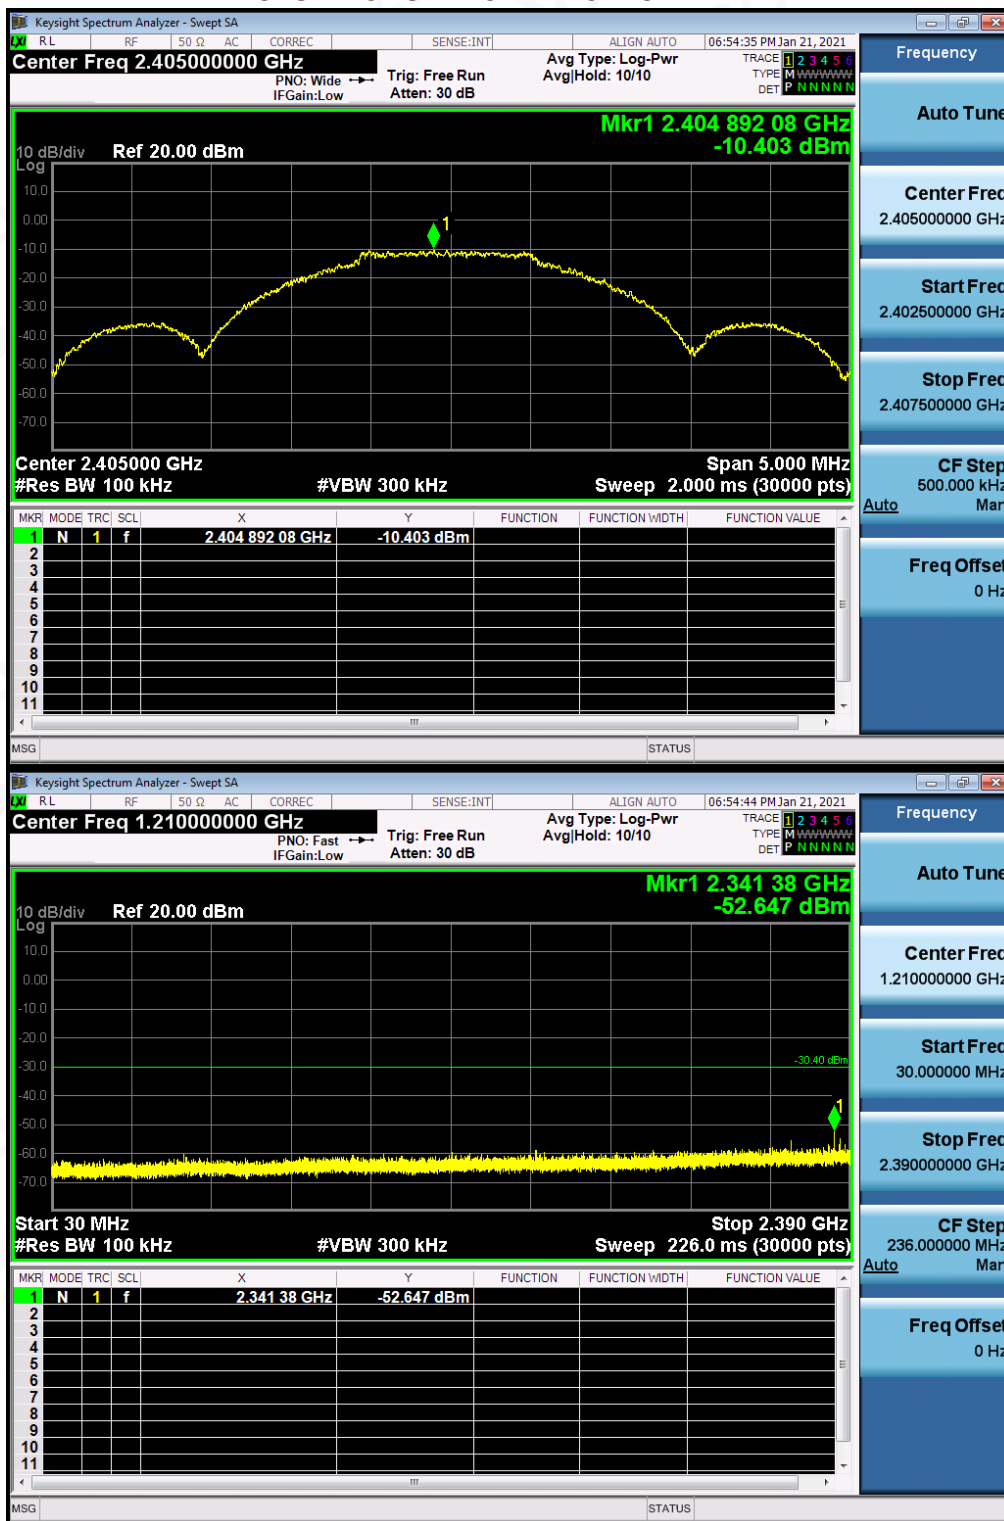 Keysight Spectrum Analyzer - Swept SA
LXI RL RF 50 Ω AC CORREC SENSE:INT ALIGN AUTO 06:54:35 PM Jan 21, 2021
Center Freq 2.405000000 GHz
PNO: Wide
IFGain:Low
Trig: Free Run
Atten: 30 dB
Avg Type: Log-Pwr
Avg|Hold: 10/10
TRACE 1 2 3 4 5 6
TYPE M WWWWW
DET P N N N N N
Mkr1 2.404 892 08 GHz
-10.403 dBm
10 dB/div Ref 20.00 dBm
Log
10.0
0.00
-10.0
-20.0
-30.0
-40.0
-50.0
-60.0
-70.0
1
Center 2.405000 GHz Span 5.000 MHz
#Res BW 100 kHz #VBW 300 kHz Sweep 2.000 ms (30000 pts)
MKR MODE TRC SCL X Y FUNCTION FUNCTION WIDTH FUNCTION VALUE
1 N 1 f 2.404 892 08 GHz -10.403 dBm
2
3
4
5
6
7
8
9
10
11
MSG STATUS
Frequency
Auto Tune
Center Freq
2.405000000 GHz
Start Freq
2.402500000 GHz
Stop Freq
2.407500000 GHz
CF Step
500.000 kHz
Auto Man
Freq Offset
0 Hz
Keysight Spectrum Analyzer - Swept SA
LXI RL RF 50 Ω AC CORREC SENSE:INT ALIGN AUTO 06:54:44 PM Jan 21, 2021
Center Freq 1.210000000 GHz
PNO: Fast
IFGain:Low
Trig: Free Run
Atten: 30 dB
Avg Type: Log-Pwr
Avg|Hold: 10/10
TRACE 1 2 3 4 5 6
TYPE M WWWWW
DET P N N N N N
Mkr1 2.341 38 GHz
-52.647 dBm
10 dB/div Ref 20.00 dBm
Log
10.0
0.00
-10.0
-20.0
-30.0
-40.0
-50.0
-60.0
-70.0
-30.40 dBm
1
Start 30 MHz Stop 2.390 GHz
#Res BW 100 kHz #VBW 300 kHz Sweep 226.0 ms (30000 pts)
MKR MODE TRC SCL X Y FUNCTION FUNCTION WIDTH FUNCTION VALUE
1 N 1 f 2.341 38 GHz -52.647 dBm
2
3
4
5
6
7
8
9
10
11
MSG STATUS
Frequency
Auto Tune
Center Freq
1.210000000 GHz
Start Freq
30.000000 MHz
Stop Freq
2.390000000 GHz
CF Step
236.000000 MHz
Auto Man
Freq Offset
0 Hz